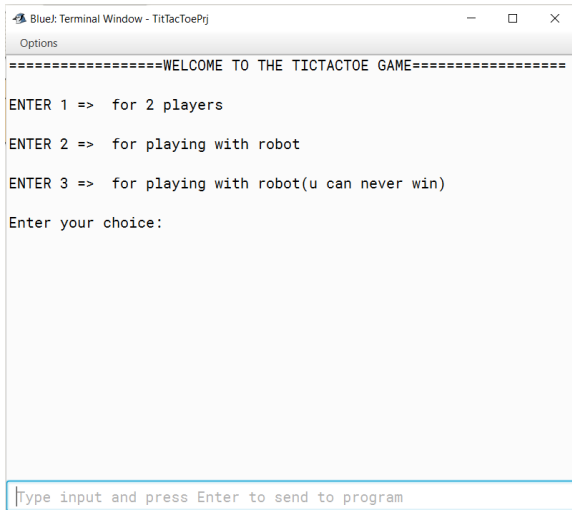 BlueJ: Terminal Window - TitTacToePrj
Options
==================WELCOME TO THE TICTACTOE GAME==================
ENTER 1 =>  for 2 players
ENTER 2 =>  for playing with robot
ENTER 3 =>  for playing with robot(u can never win)
Enter your choice:
Type input and press Enter to send to program